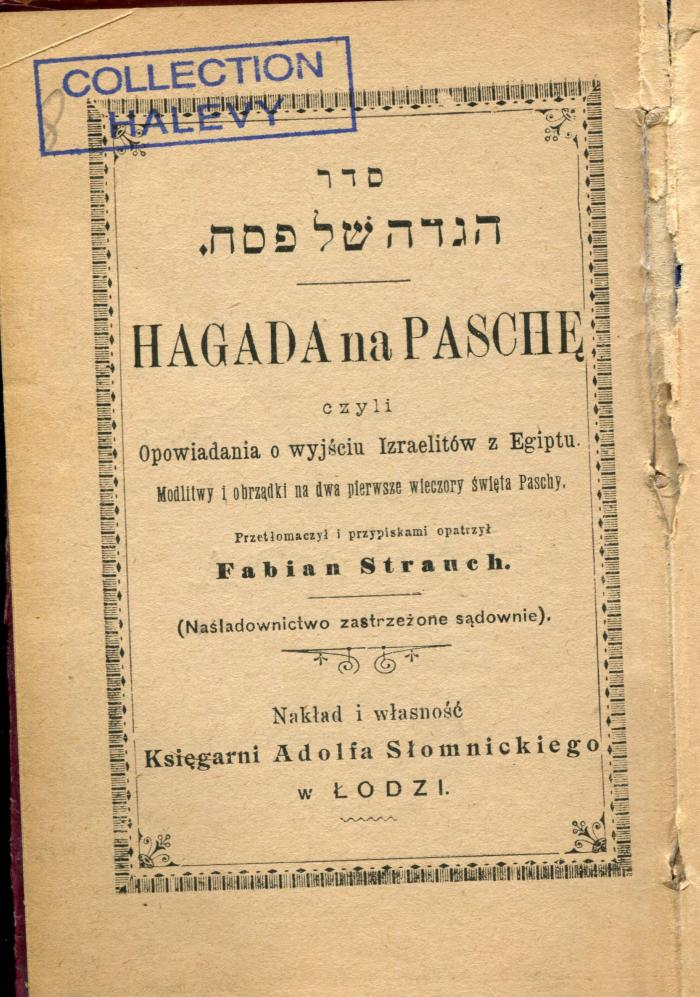 COLLECTION
HALEVY
סדר
הגדה של פסח.
HAGADA na PASCHĘ
czyli
Opowiadania o wyjściu Izraelitów z Egiptu.
Modlitwy i obrządki na dwa pierwsze wieczory święta Paschy.
Przetłomaczył i przypiskami opatrzył
Fabian Strauch.
(Naśladownictwo zastrzeżone sądownie).
Nakład i własność
Księgarni Adolfa Słomnickiego
w ŁODZI.